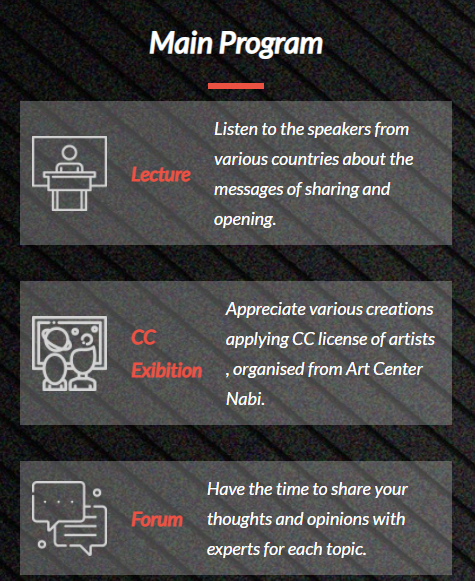 Main Program
Lecture
Listen to the speakers from
various countries about the
messages of sharing and
opening.
CC
Exibition
Appreciate various creations
applying CC license of artists
, organised from Art Center
Nabi.
Forum
Have the time to share your
thoughts and opinions with
experts for each topic.